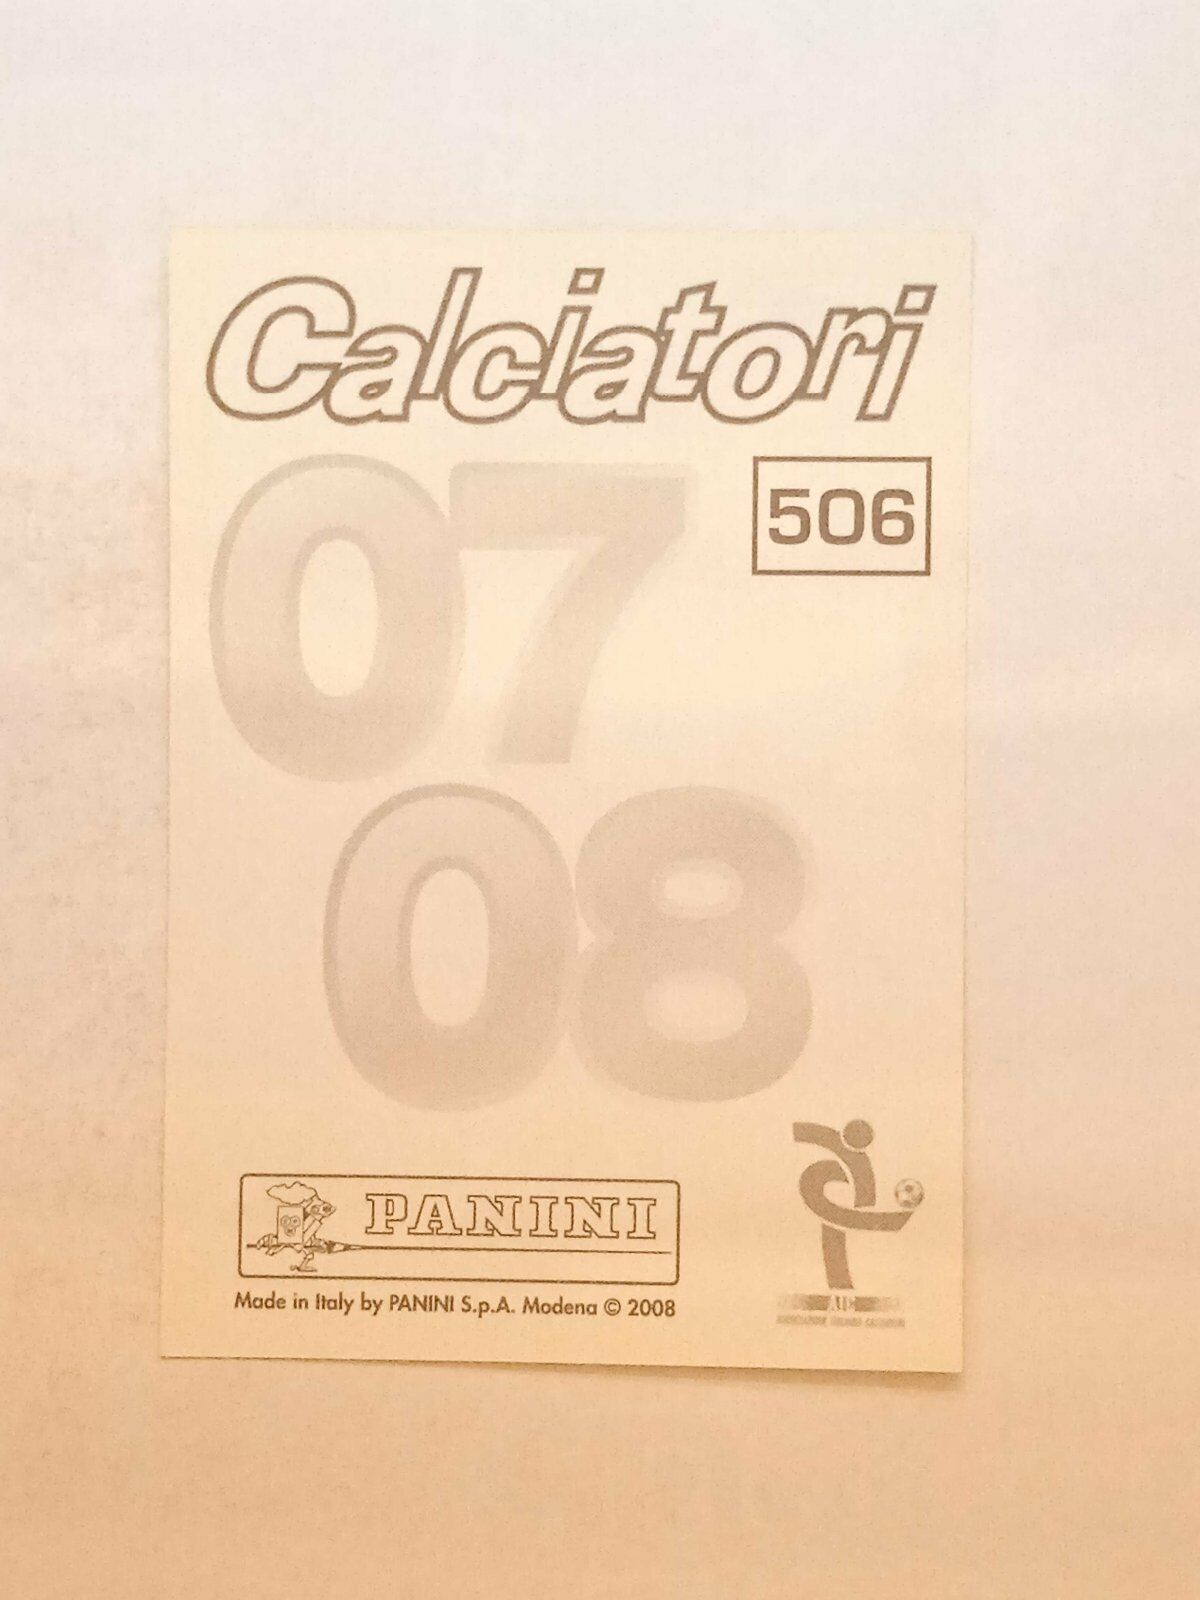 Calciatori
07
506
08
PANINI
Made in Italy by PANINI S.p.A. Modena © 2008